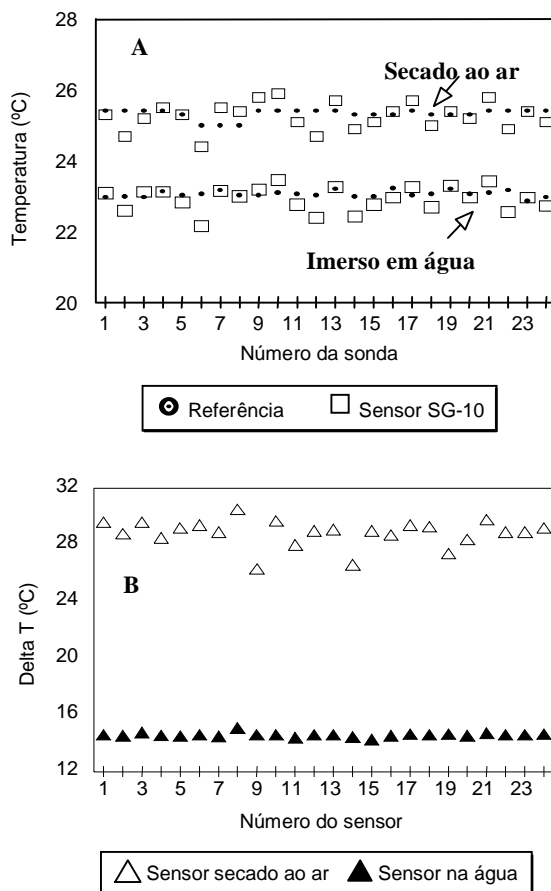 28
A
Secado ao ar
26
24
22
20
Temperatura (ºC)
Imerso em água
1 3 5 7 9 11 13 15 17 19 21 23
Número da sonda
Referência Sensor SG-10
32
28
24
20
16
12
Delta T (ºC)
B
1 3 5 7 9 11 13 15 17 19 21 23
Número do sensor
Sensor secado ao ar Sensor na água